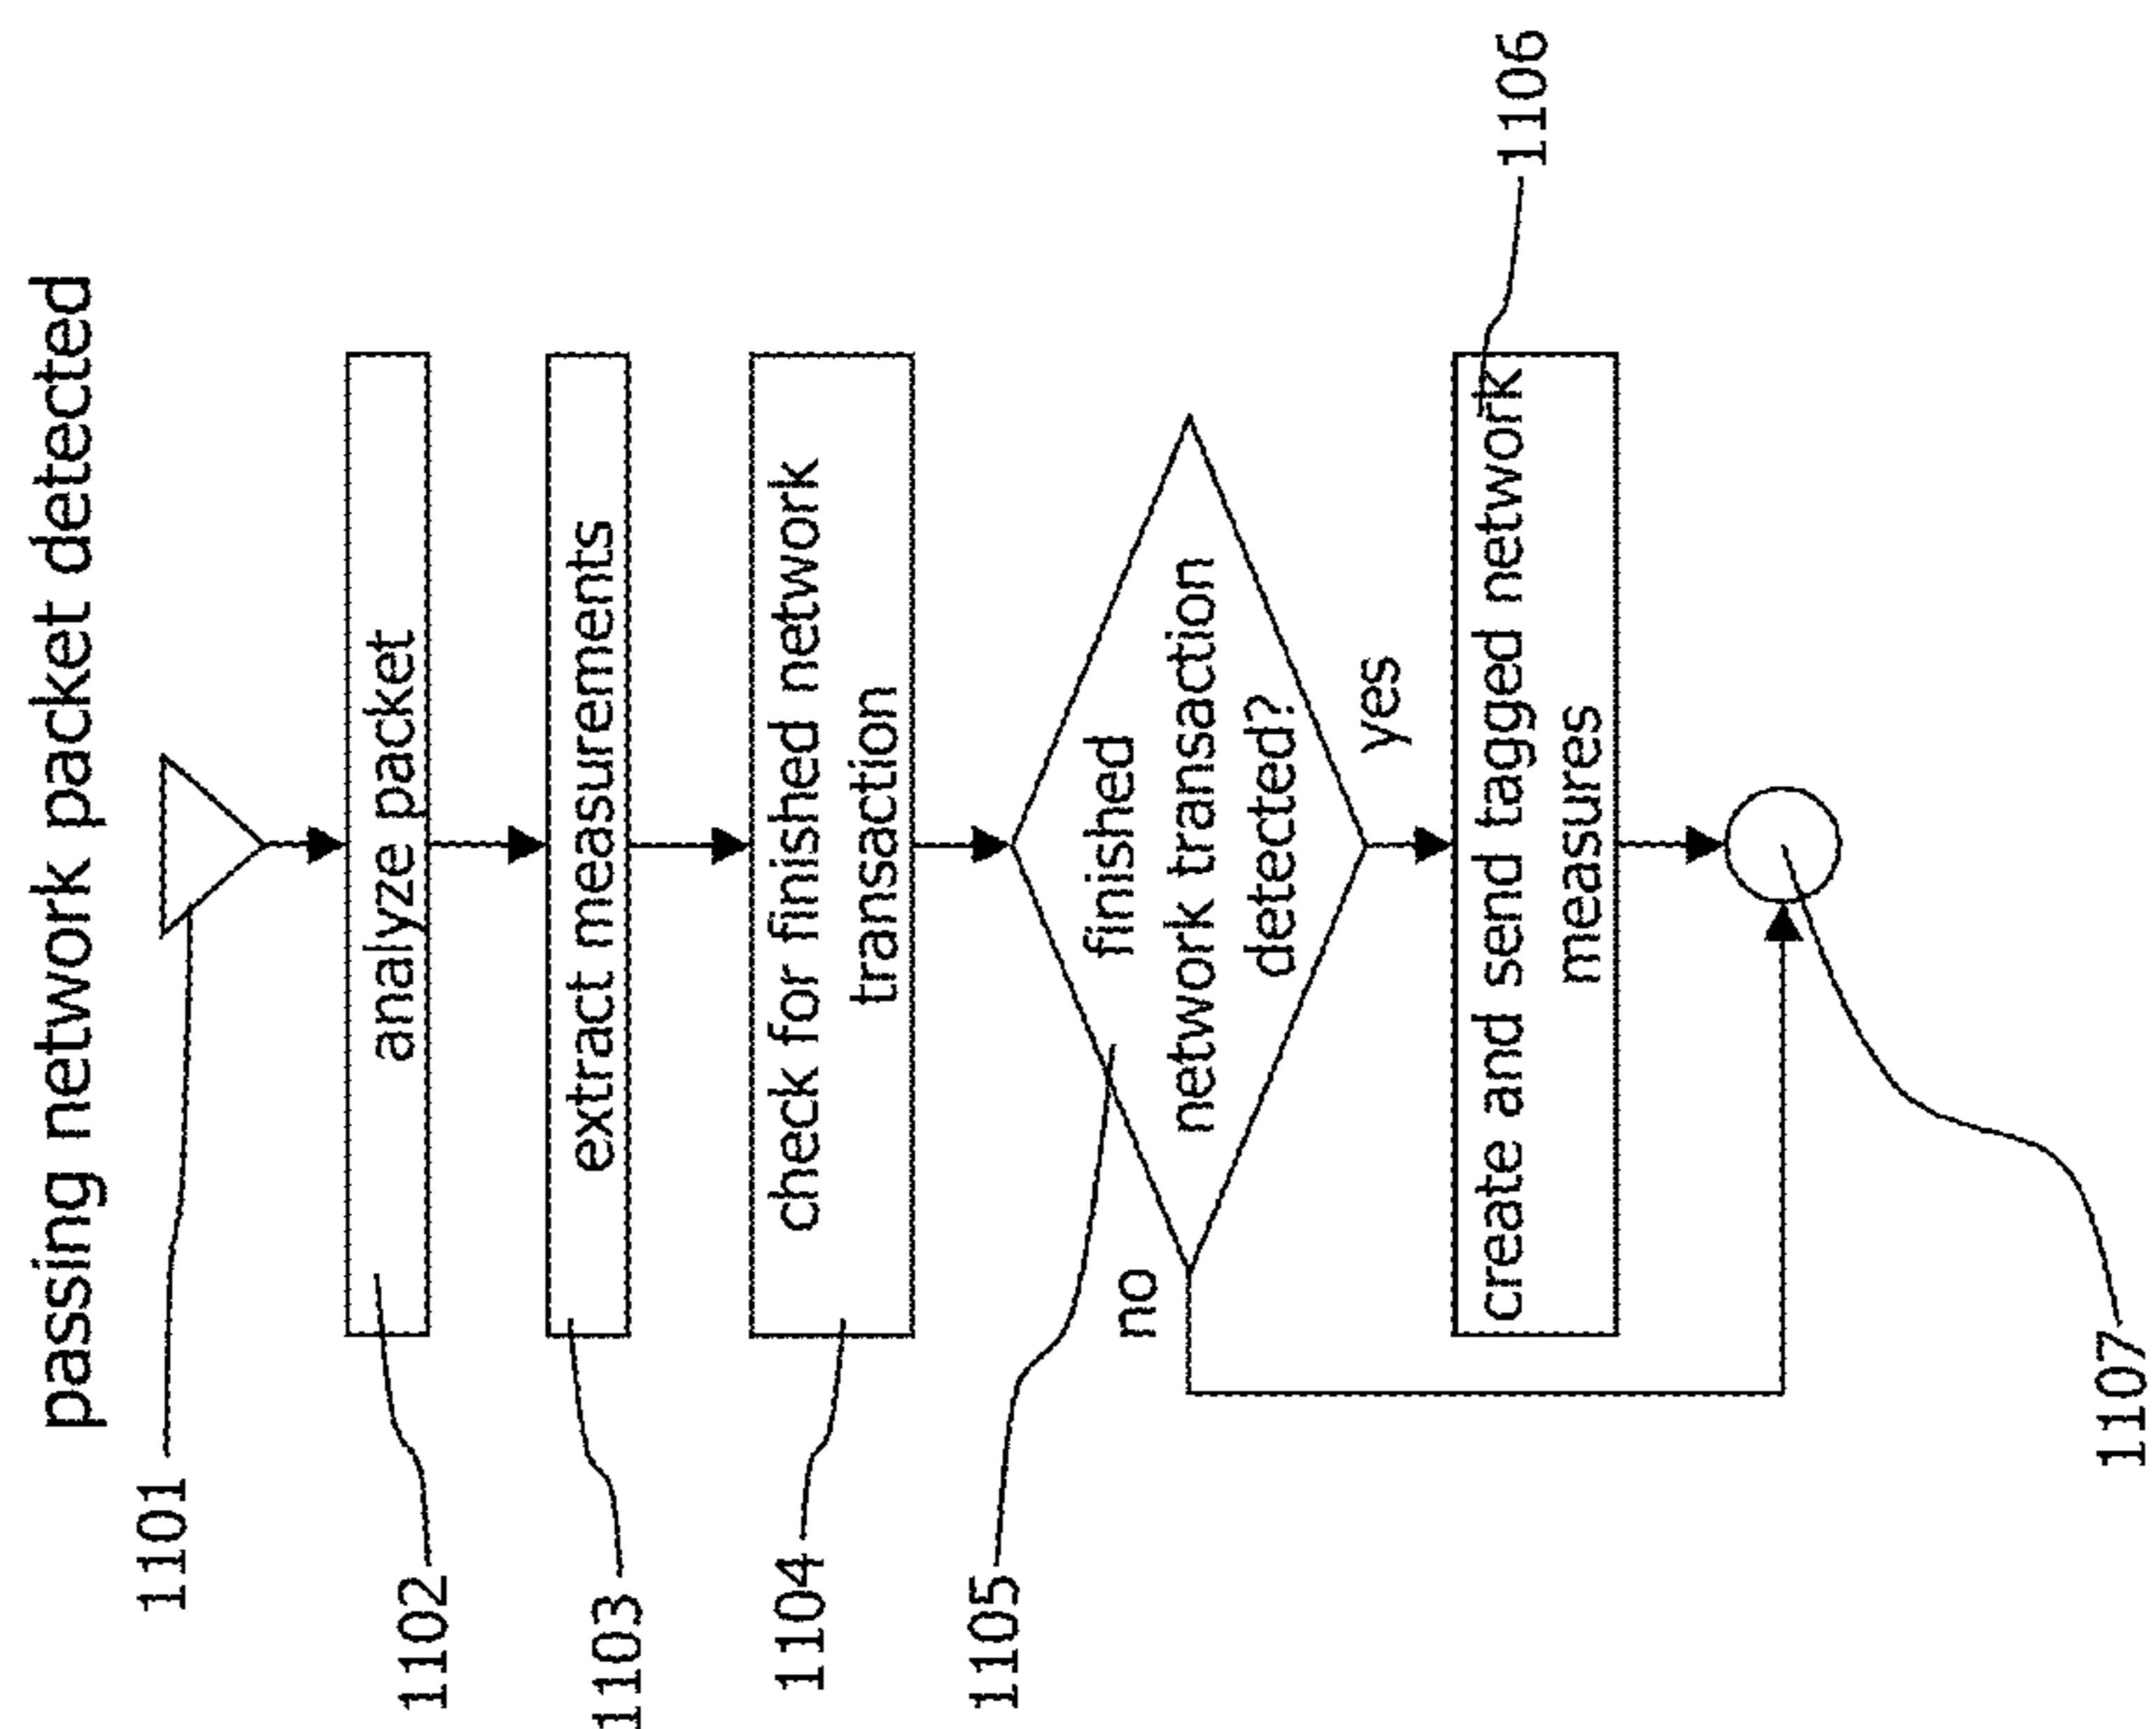 passing network packet detected
1101
analyze packet
1102
extract measurements
1103
check for finished network
transaction
1104
finished
network transaction
detected?
1105
no
yes
create and send tagged network
measures
1106
1107